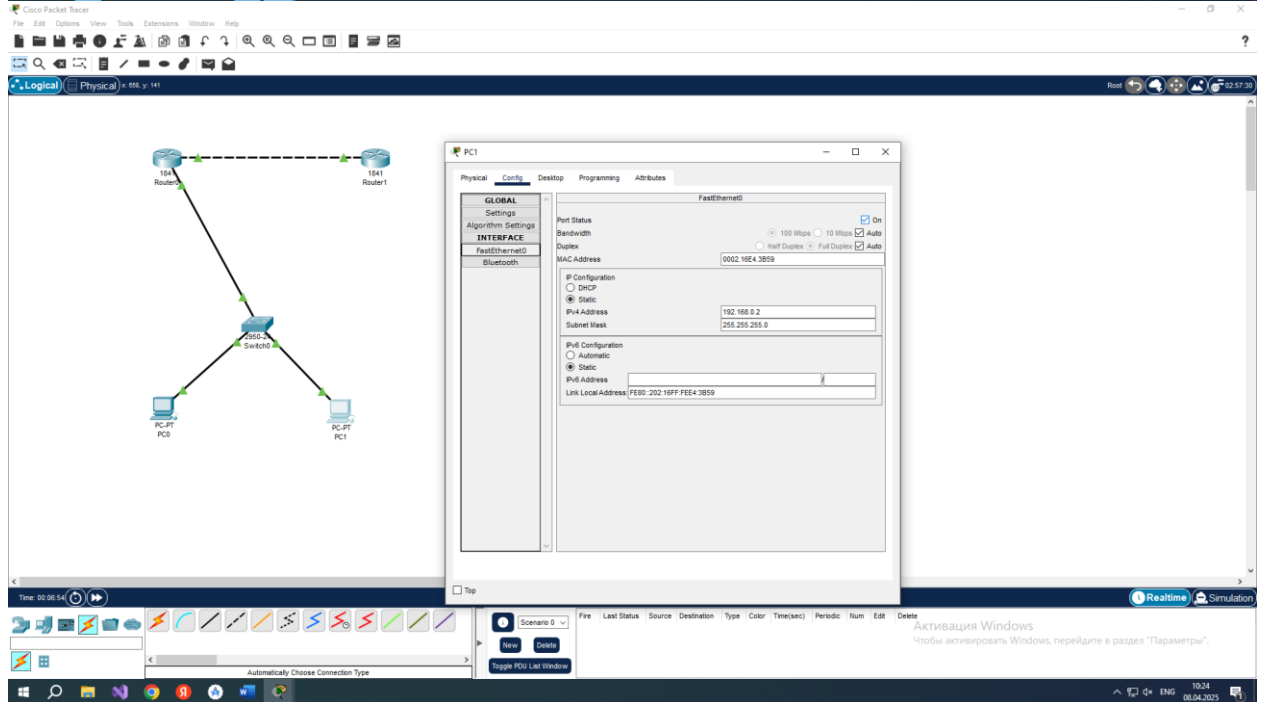 Cisco Packet Tracer
File Edit Options View Tools Extensions Window Help
?
Logical Physical x: 658, y: 141 Root 02:57:30
1841
Router1
184
Router0
2950-24
Switch0
PC-PT
PC0
PC-PT
PC1
PC1
Physical Config Desktop Programming Attributes
GLOBAL
Settings
Algorithm Settings
INTERFACE
FastEthernet0
Bluetooth
FastEthernet0
Port Status On
Bandwidth 100 Mbps 10 Mbps Auto
Duplex Half Duplex Full Duplex Auto
MAC Address 0002.16E4.3B59
IP Configuration
DHCP
Static
IPv4 Address 192.168.0.2
Subnet Mask 255.255.255.0
IPv6 Configuration
Automatic
Static
IPv6 Address /
Link Local Address: FE80::202:16FF:FEE4:3B59
Top
Time: 00:06:54 Realtime Simulation
Scenario 0
New Delete
Toggle PDU List Window
Fire Last Status Source Destination Type Color Time(sec) Periodic Num Edit Delete
Automatically Choose Connection Type
Активация Windows
Чтобы активировать Windows, перейдите в раздел "Параметры".
ENG 10:24
08.04.2025